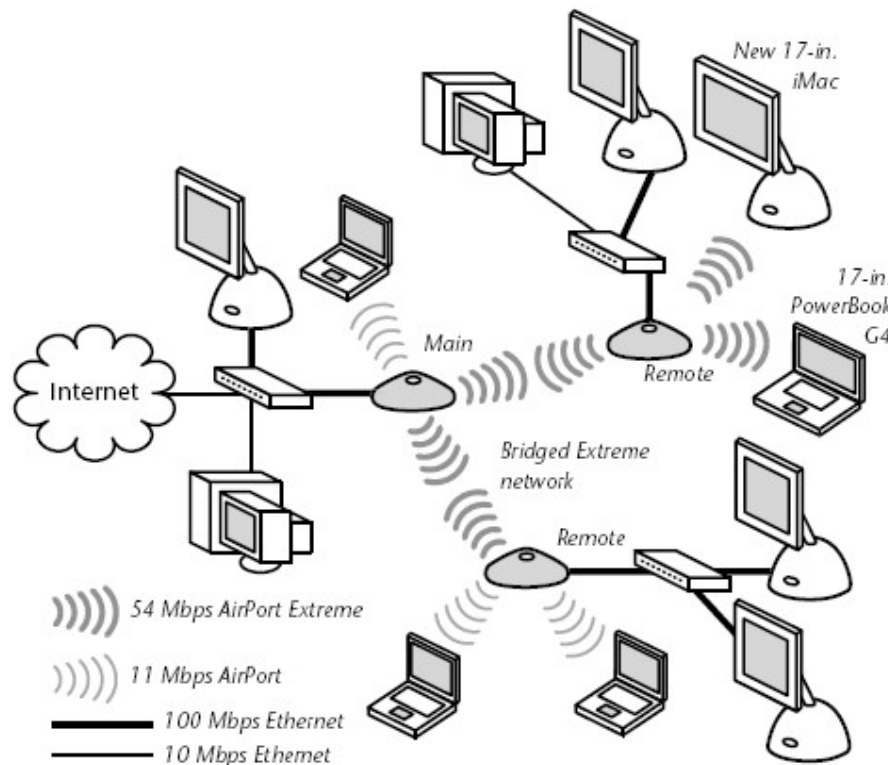 New 17-in.
iMac
17-in.
PowerBook
G4
Main
Remote
Internet
Bridged Extreme
network
Remote
54 Mbps AirPort Extreme
11 Mbps AirPort
100 Mbps Ethernet
10 Mbps Ethernet